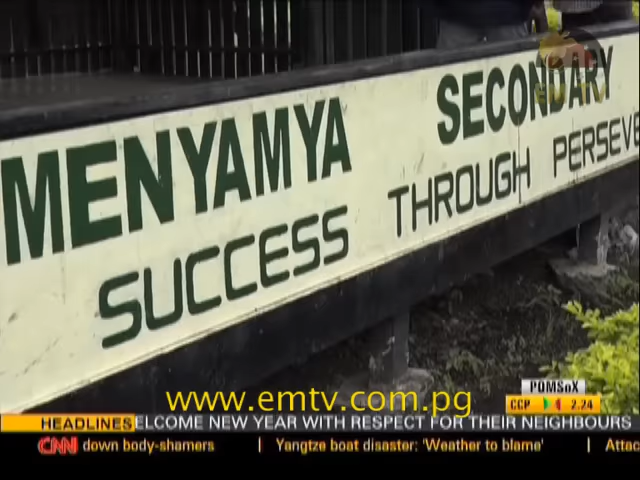 MENYAMYA SECONDARY
SUCCESS THROUGH PERSEVE
EMTV
www.emtv.com.pg
POMSoX
CCP 2.24
HEADLINES ELCOME NEW YEAR WITH RESPECT FOR THEIR NEIGHBOURS
CNN down body-shamers | Yangtze boat disaster: 'Weather to blame' | Attac